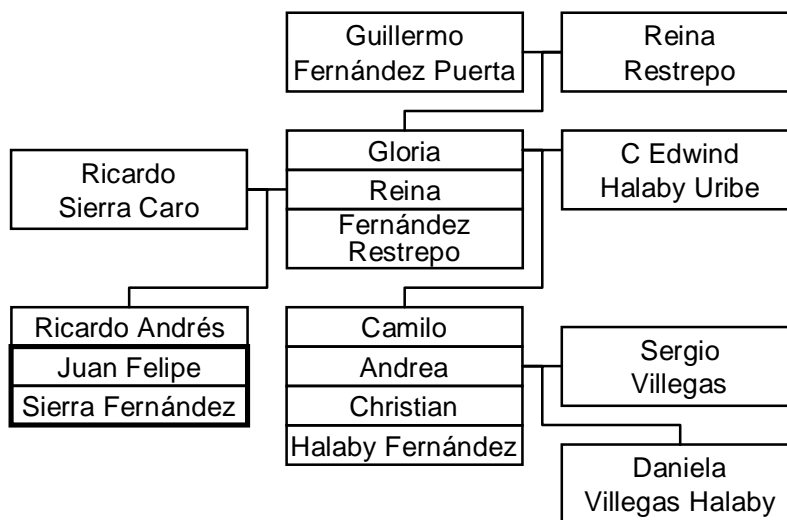 Guillermo
Fernández Puerta
Reina
Restrepo
Ricardo
Sierra Caro
Gloria
Reina
Fernández
Restrepo
C Edwind
Halaby Uribe
Ricardo Andrés
Juan Felipe
Sierra Fernández
Camilo
Andrea
Christian
Halaby Fernández
Sergio
Villegas
Daniela
Villegas Halaby